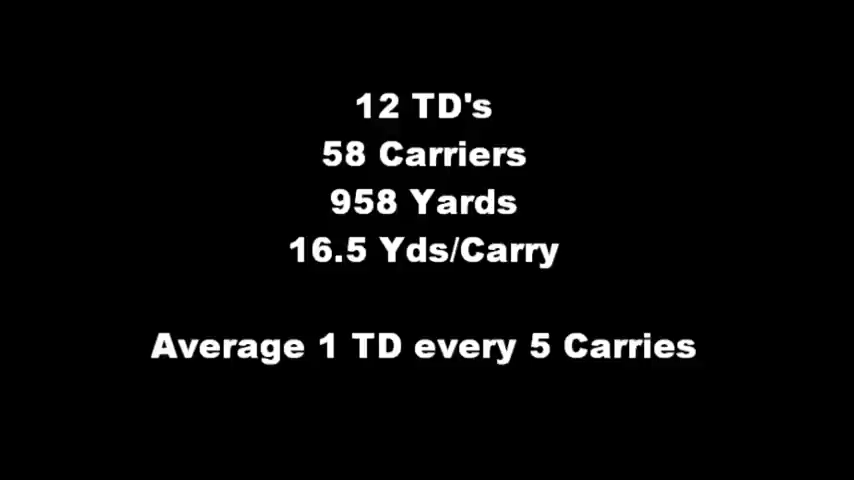 12 TD's
58 Carriers
958 Yards
16.5 Yds/Carry
Average 1 TD every 5 Carries